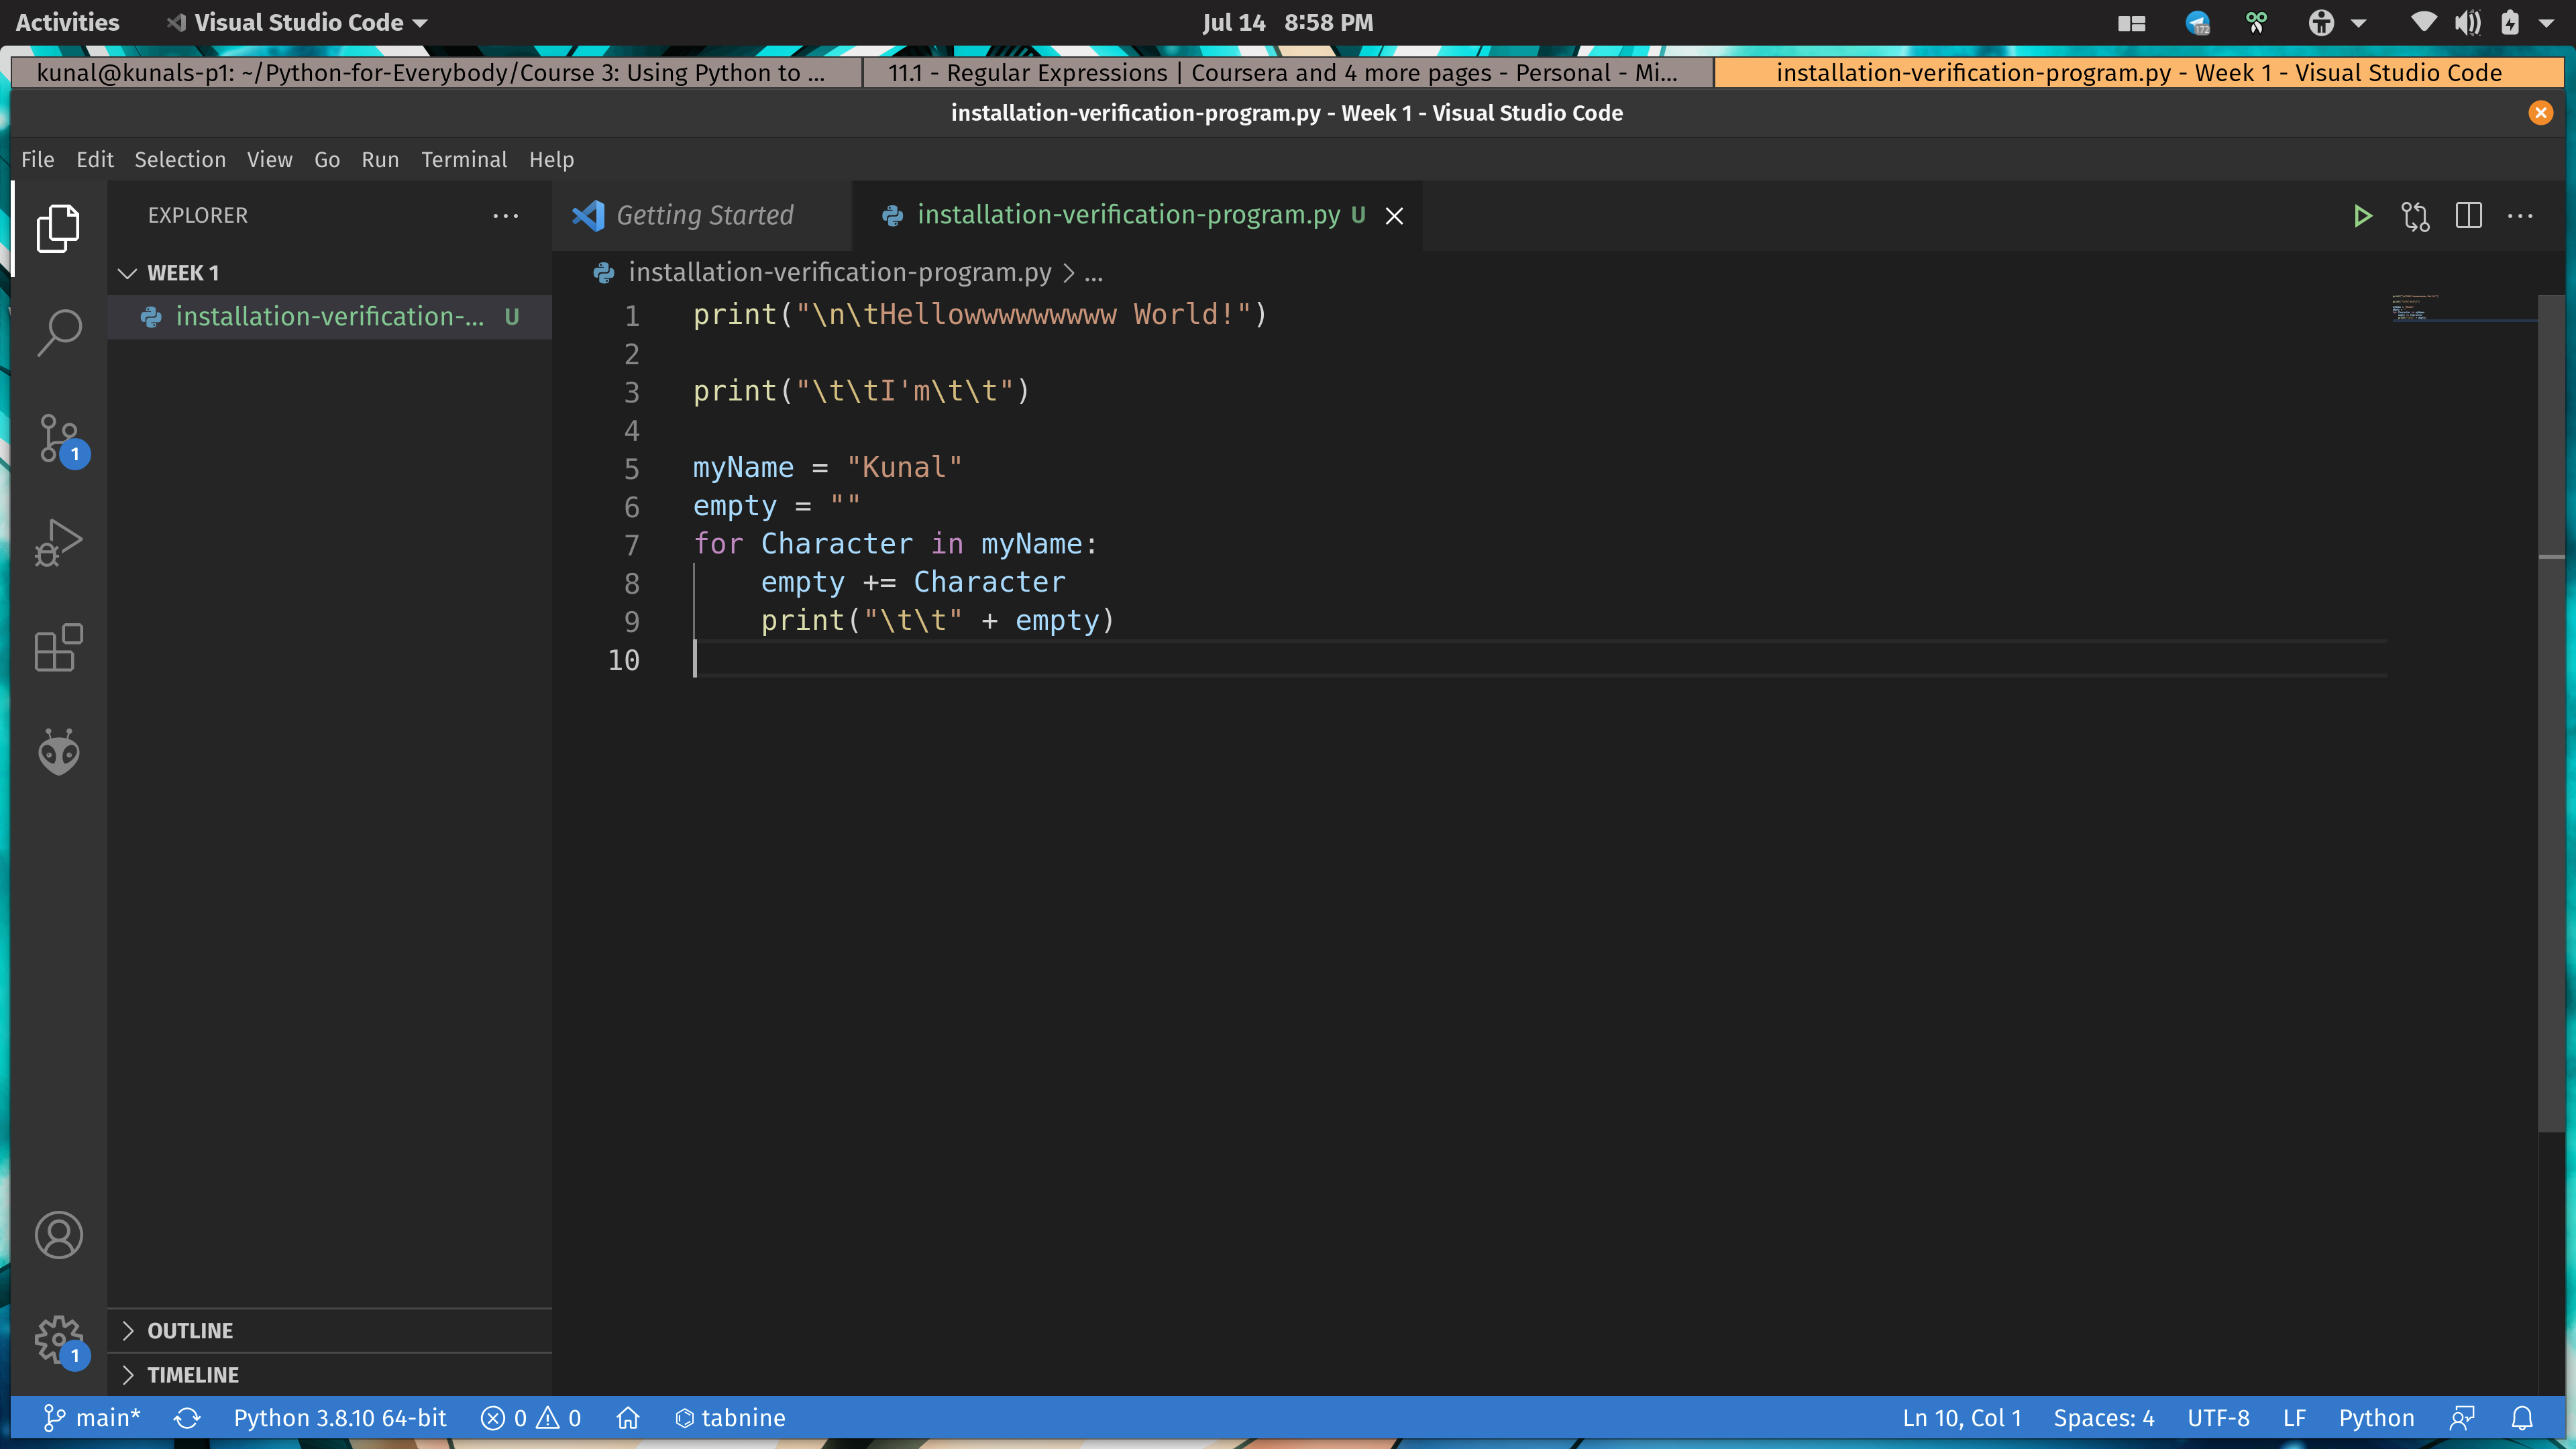 Activities Visual Studio Code Jul 14 8:58 PM 172
kunal@kunals-p1: ~/Python-for-Everybody/Course 3: Using Python to ... 11.1 - Regular Expressions | Coursera and 4 more pages - Personal - Mi... installation-verification-program.py - Week 1 - Visual Studio Code
installation-verification-program.py - Week 1 - Visual Studio Code
File Edit Selection View Go Run Terminal Help
EXPLORER ... Getting Started installation-verification-program.py U
WEEK 1
installation-verification-... U
installation-verification-program.py > ...
1 print("\n\tHellowwwwwwwww World!")
2
3 print("\t\tI'm\t\t")
4
5 myName = "Kunal"
6 empty = ""
7 for Character in myName:
8 empty += Character
9 print("\t\t" + empty)
10
1
1
OUTLINE
TIMELINE
main* Python 3.8.10 64-bit 0 0 tabnine Ln 10, Col 1 Spaces: 4 UTF-8 LF Python